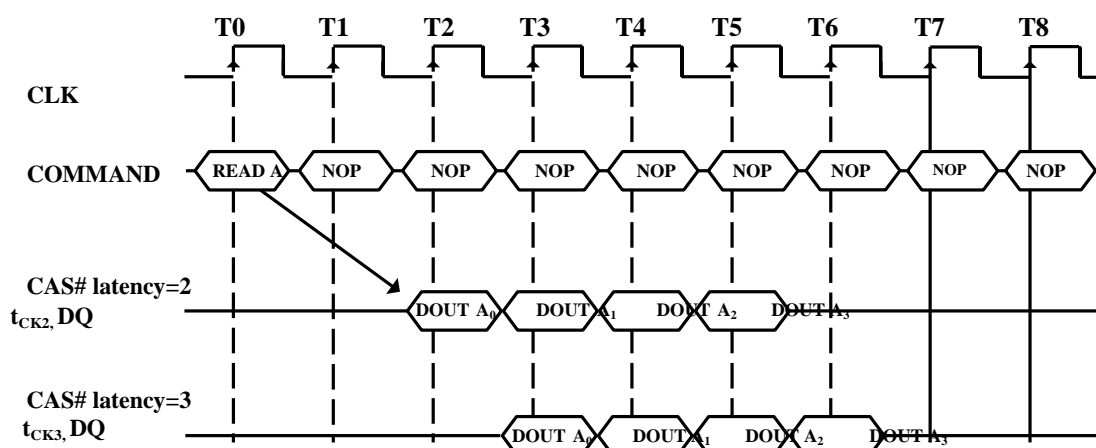 T0 T1 T2 T3 T4 T5 T6 T7 T8
CLK
COMMAND READ A NOP NOP NOP NOP NOP NOP NOP NOP
CAS# latency=2
tCK2, DQ DOUT A0 DOUT A1 DOUT A2 DOUT A3
CAS# latency=3
tCK3, DQ DOUT A0 DOUT A1 DOUT A2 DOUT A3